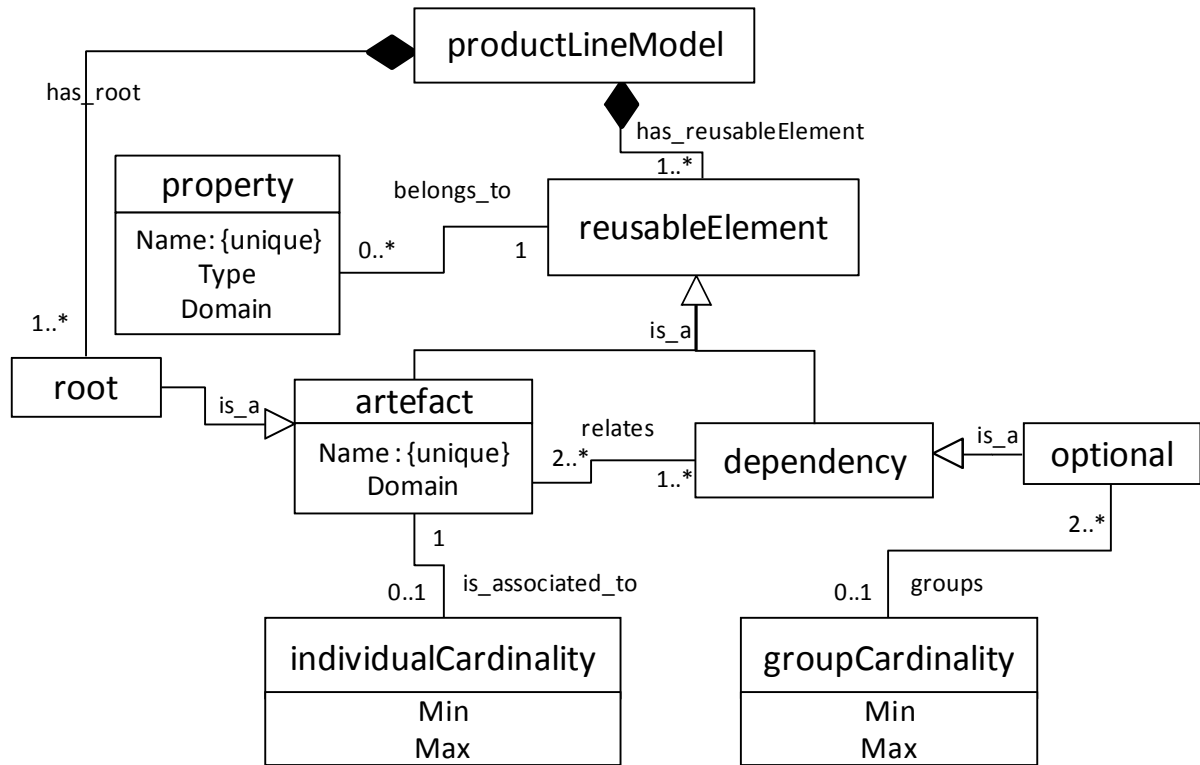 productLineModel
has_root
has_reusableElement
1..*
property
Name: {unique}
Type
Domain
belongs_to
0..*
1
reusableElement
is_a
1..*
root
is_a
artefact
Name : {unique}
Domain
relates
2..*
1..*
dependency
is_a
optional
2..*
1
0..1
is_associated_to
0..1
groups
individualCardinality
Min
Max
groupCardinality
Min
Max